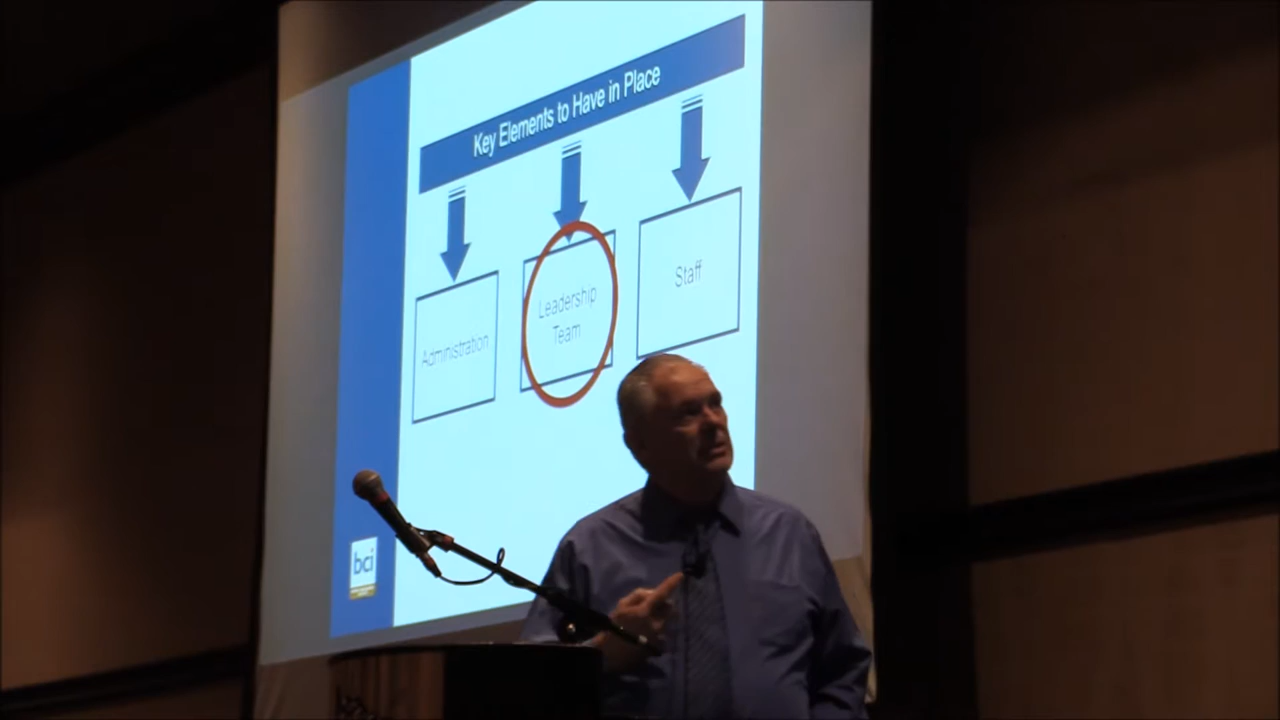 Key Elements to Have in Place
Administration
Leadership
Team
Staff
bci